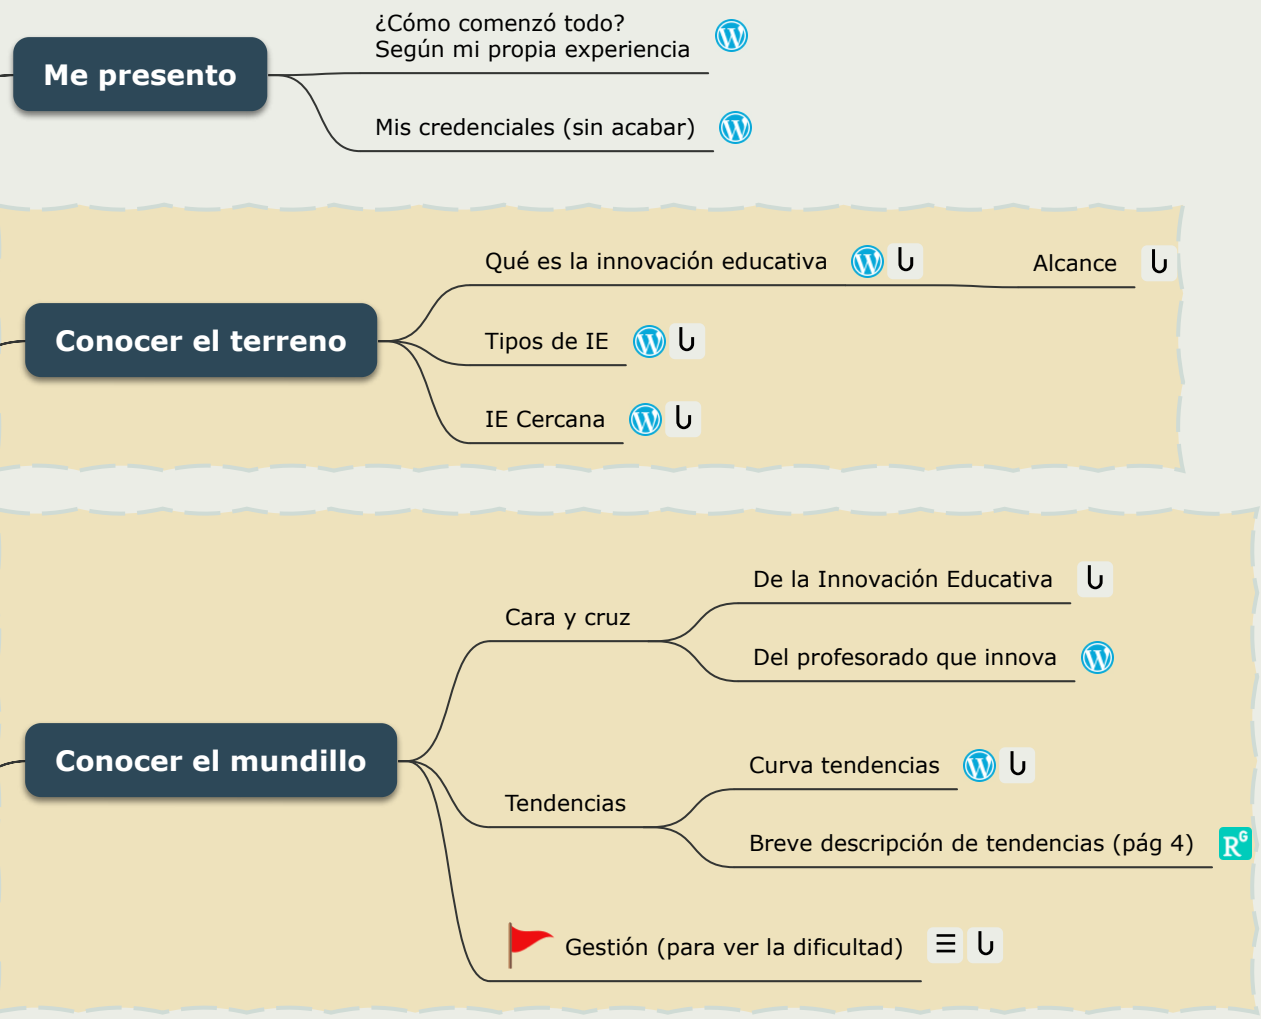 ¿Cómo comenzó todo?
Según mi propia experiencia
Me presento
Mis credenciales (sin acabar)
Qué es la innovación educativa
Alcance
Conocer el terreno
Tipos de IE
IE Cercana
De la Innovación Educativa
Cara y cruz
Del profesorado que innova
Conocer el mundillo
Curva tendencias
Tendencias
Breve descripción de tendencias (pág 4)
RG
Gestión (para ver la dificultad)